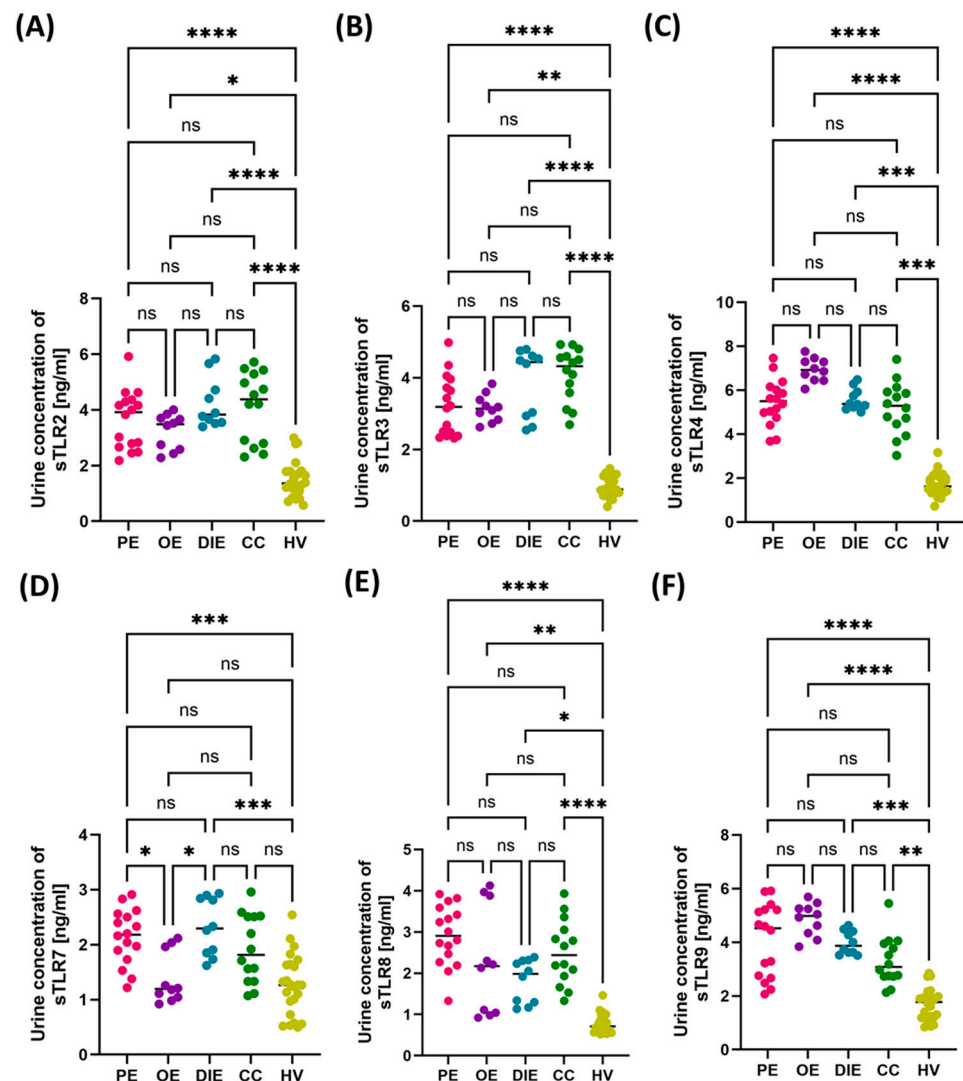 (A)
****
*
ns
****
ns
ns
****
ns ns ns
Urine concentration of
sTLR2 [ng/ml]
8
6
4
2
0
PE OE DIE CC HV
(B)
****
**
ns
****
ns
ns
****
ns ns ns
Urine concentration of
sTLR3 [ng/ml]
6
4
2
0
PE OE DIE CC HV
(C)
****
****
ns
***
ns
ns
***
ns ns ns
Urine concentration of
sTLR4 [ng/ml]
10
8
6
4
2
0
PE OE DIE CC HV
(D)
***
ns
ns
ns
ns
***
* * ns ns
Urine concentration of
sTLR7 [ng/ml]
4
3
2
1
0
PE OE DIE CC HV
(E)
****
**
ns
*
ns
ns
****
ns ns ns
Urine concentration of
sTLR8 [ng/ml]
5
4
3
2
1
0
PE OE DIE CC HV
(F)
****
****
ns
ns
ns
***
ns ns ns **
Urine concentration of
sTLR9 [ng/ml]
8
6
4
2
0
PE OE DIE CC HV